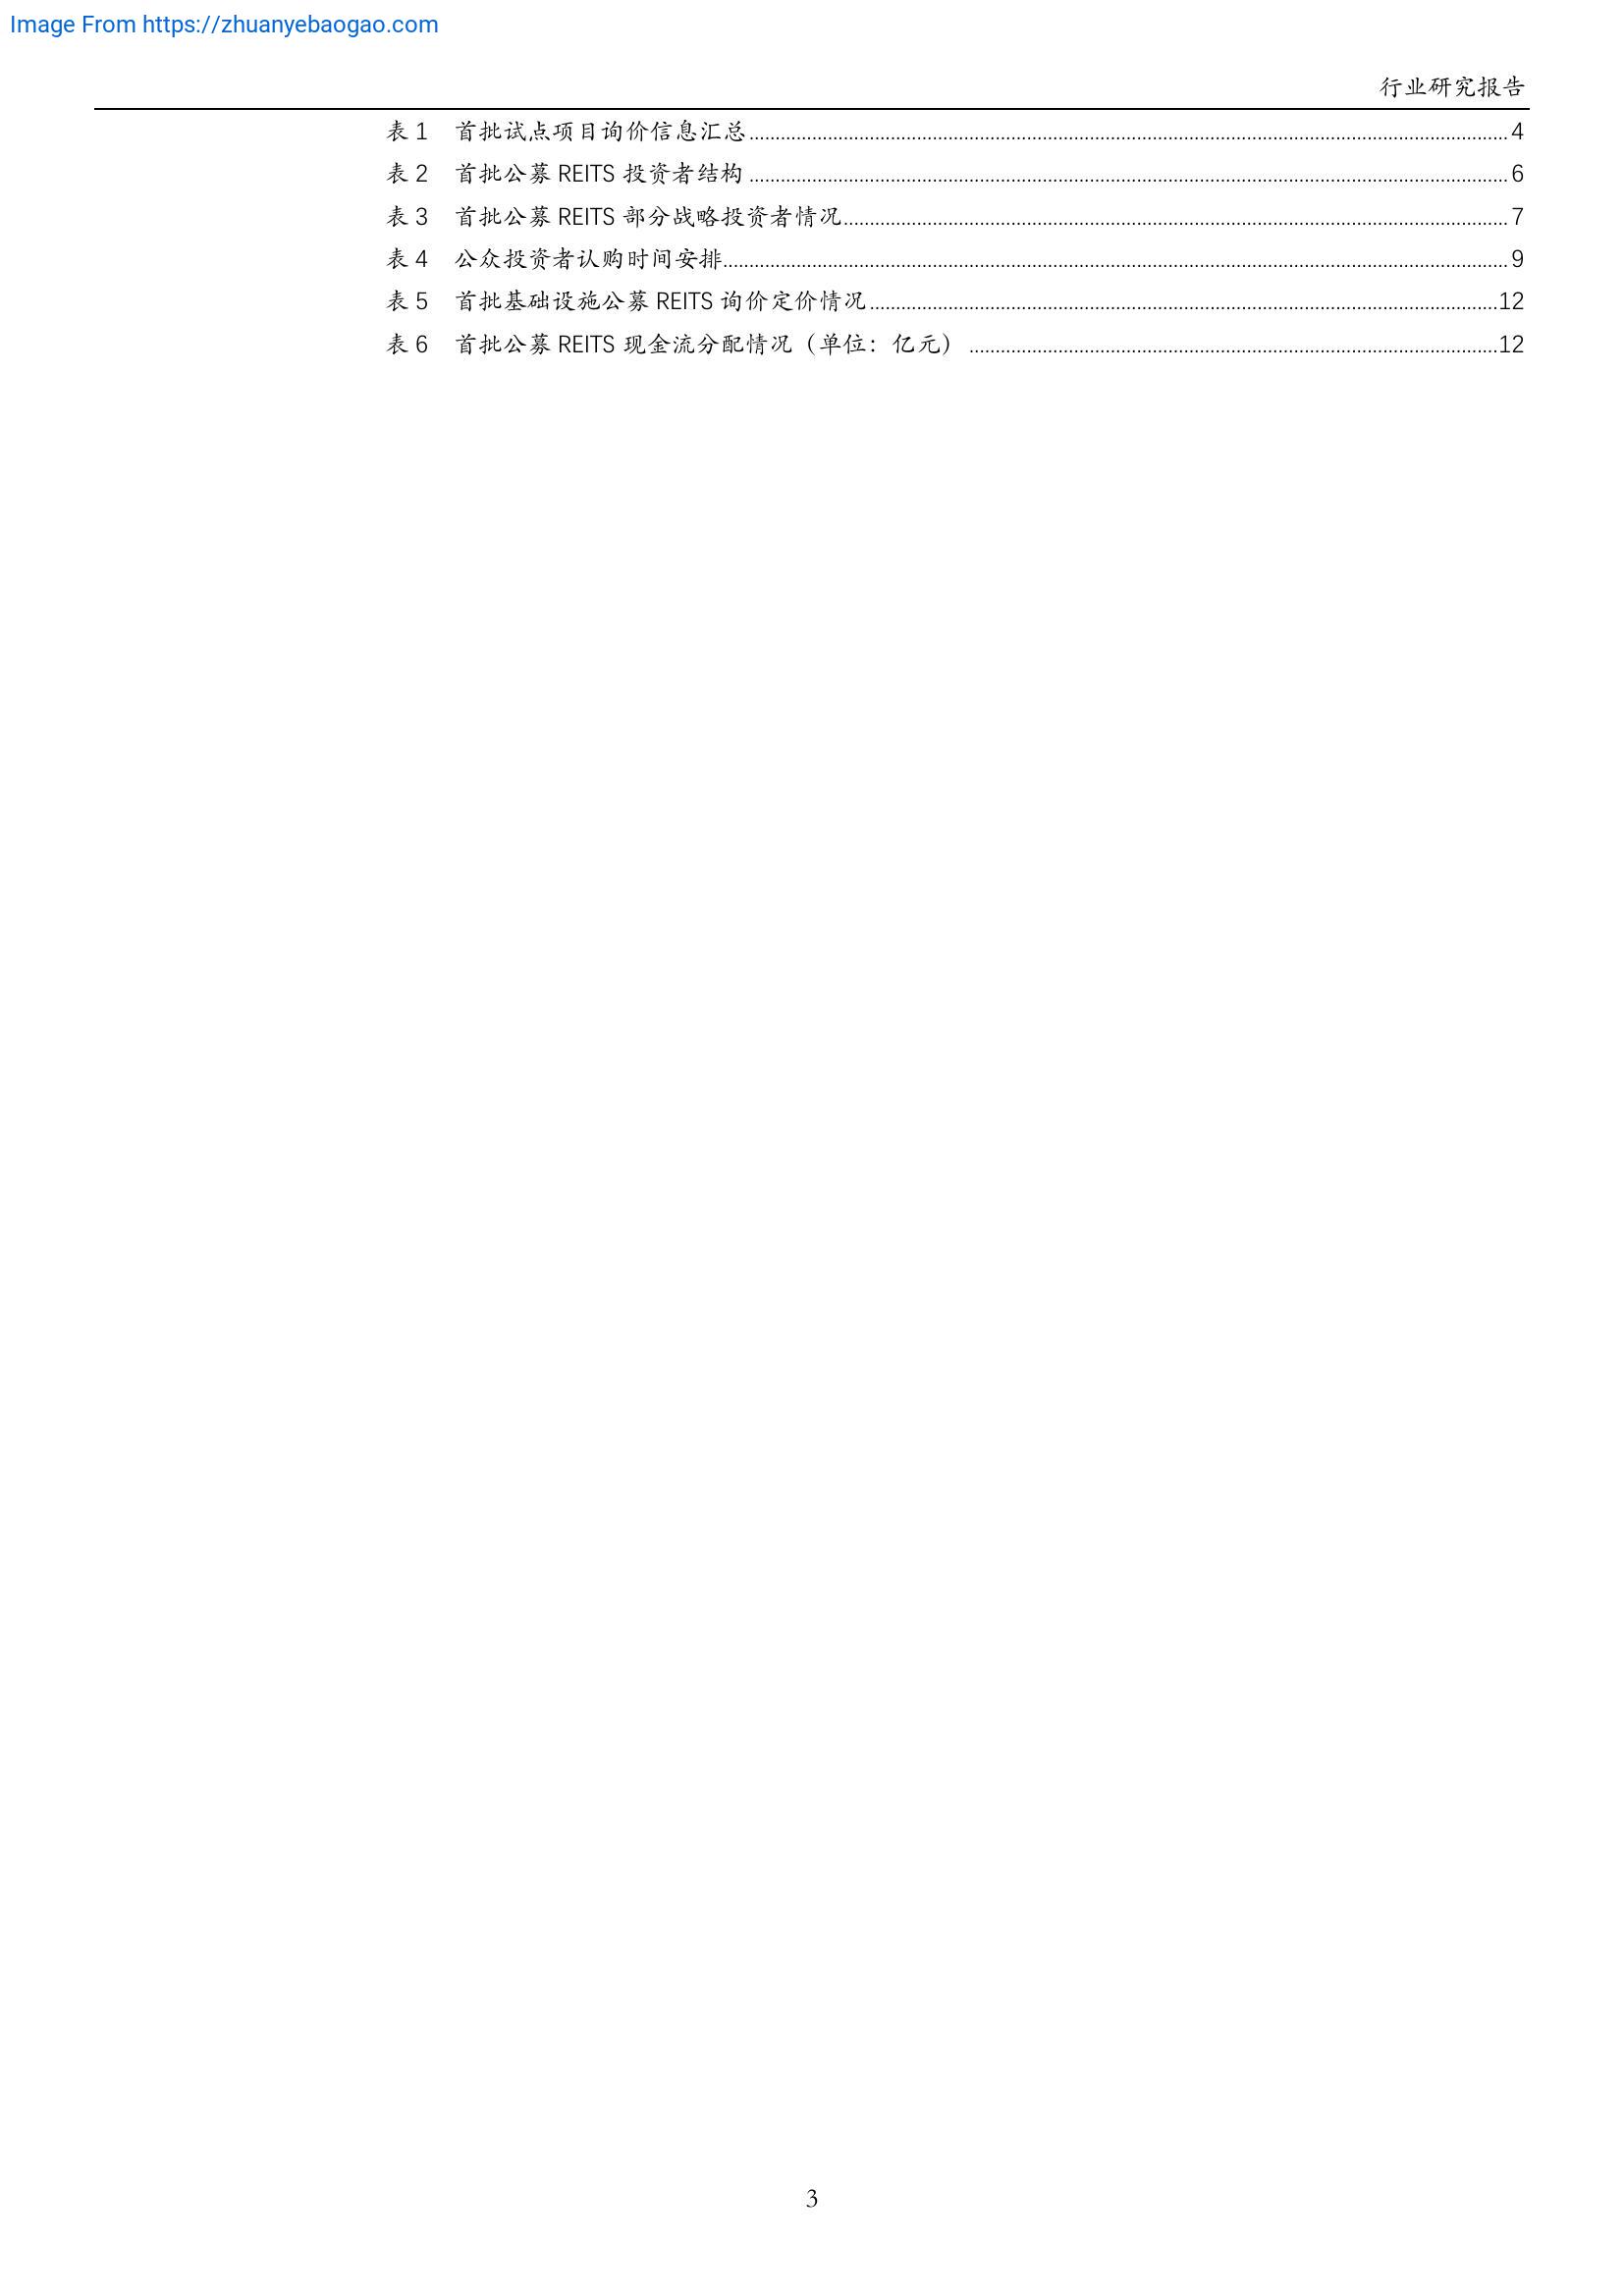 Image From https://zhuanyebaogao.com
行业研究报告
表 1 首批试点项目询价信息汇总........................................4
表 2 首批公募 REITS 投资者结构........................................6
表 3 首批公募 REITS 部分战略投资者情况........................................7
表 4 公众投资者认购时间安排........................................9
表 5 首批基础设施公募 REITS 询价定价情况........................................12
表 6 首批公募 REITS 现金流分配情况（单位：亿元）........................................12
3